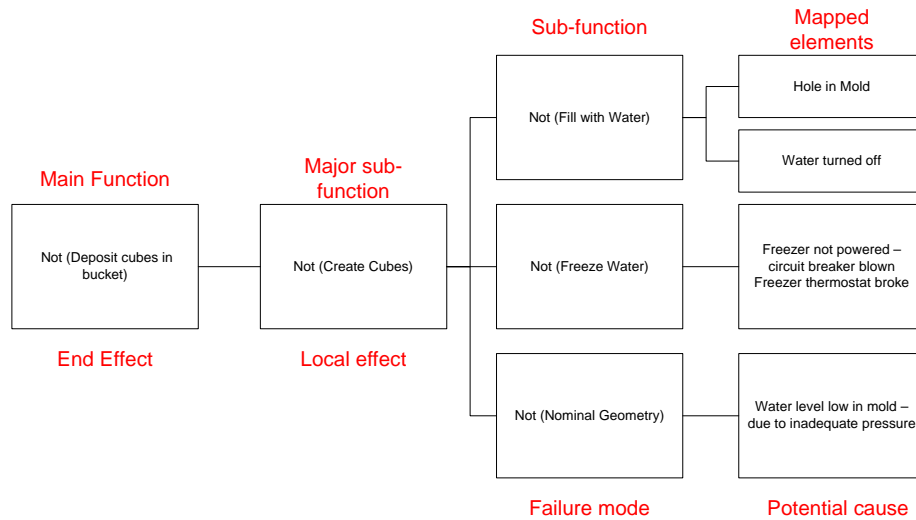 Sub-function
Mapped
elements
Hole in Mold
Not (Fill with Water)
Water turned off
Main Function
Major sub-
function
Not (Deposit cubes in
bucket)
Not (Create Cubes)
Not (Freeze Water)
Freezer not powered –
circuit breaker blown
Freezer thermostat broke
End Effect
Local effect
Not (Nominal Geometry)
Water level low in mold –
due to inadequate pressure
Failure mode
Potential cause